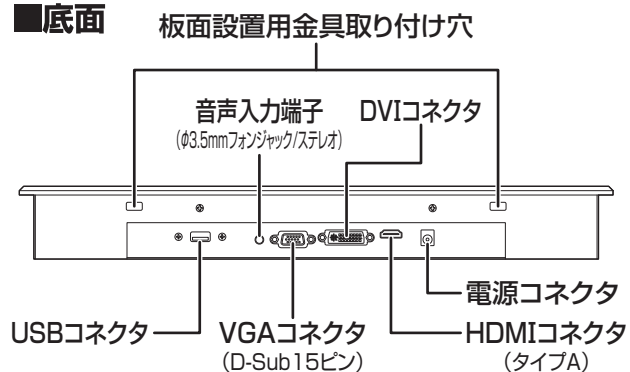 ■底面
板面設置用金具取り付け穴
音声入力端子
(φ3.5mmフォンジャック/ステレオ)
DVIコネクタ
電源コネクタ
USBコネクタ
VGAコネクタ
(D-Sub15ピン)
HDMIコネクタ
(タイプA)